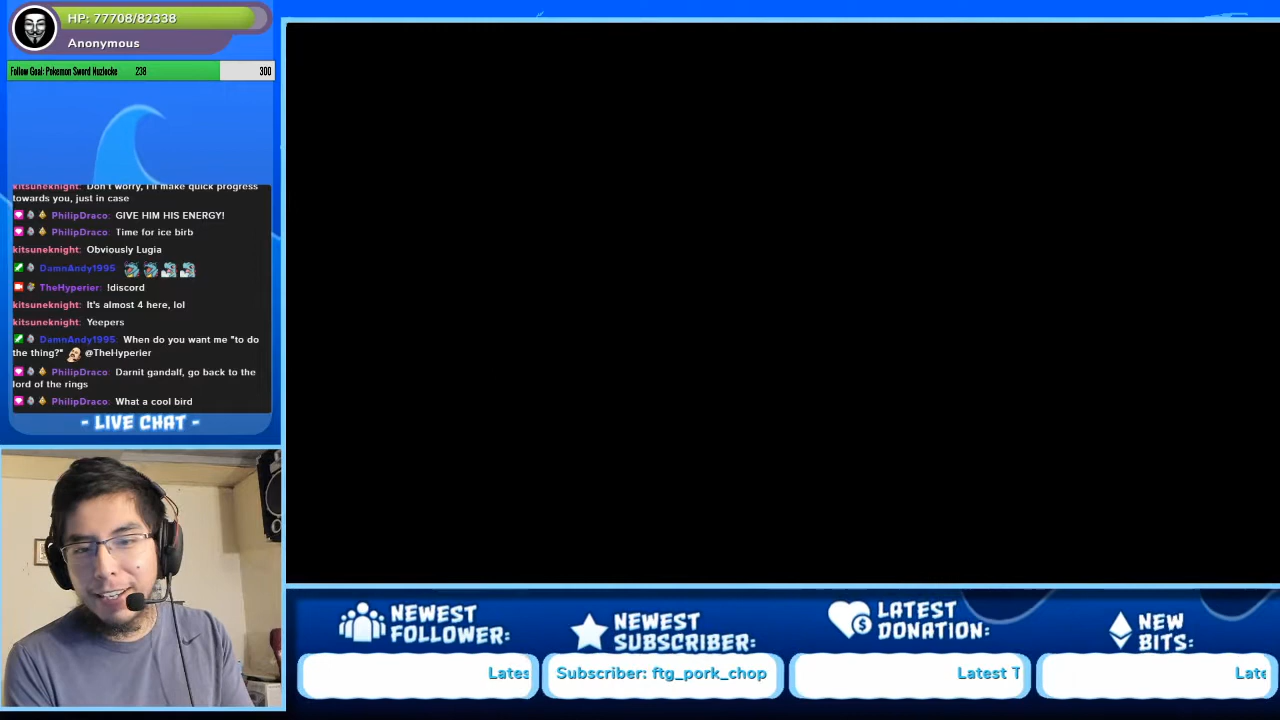 HP: 77708/82338
Anonymous
Follow Goal: Pokemon Sword Nuzlocke 238 300
kitsuneknight: Don't worry, I'll make quick progress
towards you, just in case
PhilipDraco: GIVE HIM HIS ENERGY!
PhilipDraco: Time for ice birb
kitsuneknight: Obviously Lugia
DamnAndy1995
TheHyperier: !discord
kitsuneknight: It's almost 4 here, lol
kitsuneknight: Yeepers
DamnAndy1995: When do you want me "to do
the thing?" @TheHyperier
PhilipDraco: Darnit gandalf, go back to the
lord of the rings
PhilipDraco: What a cool bird
- LIVE CHAT -
NEWEST
FOLLOWER:
Lates
NEWEST
SUBSCRIBER:
Subscriber: ftg_pork_chop
LATEST
DONATION:
Latest T
NEW
BITS:
Late